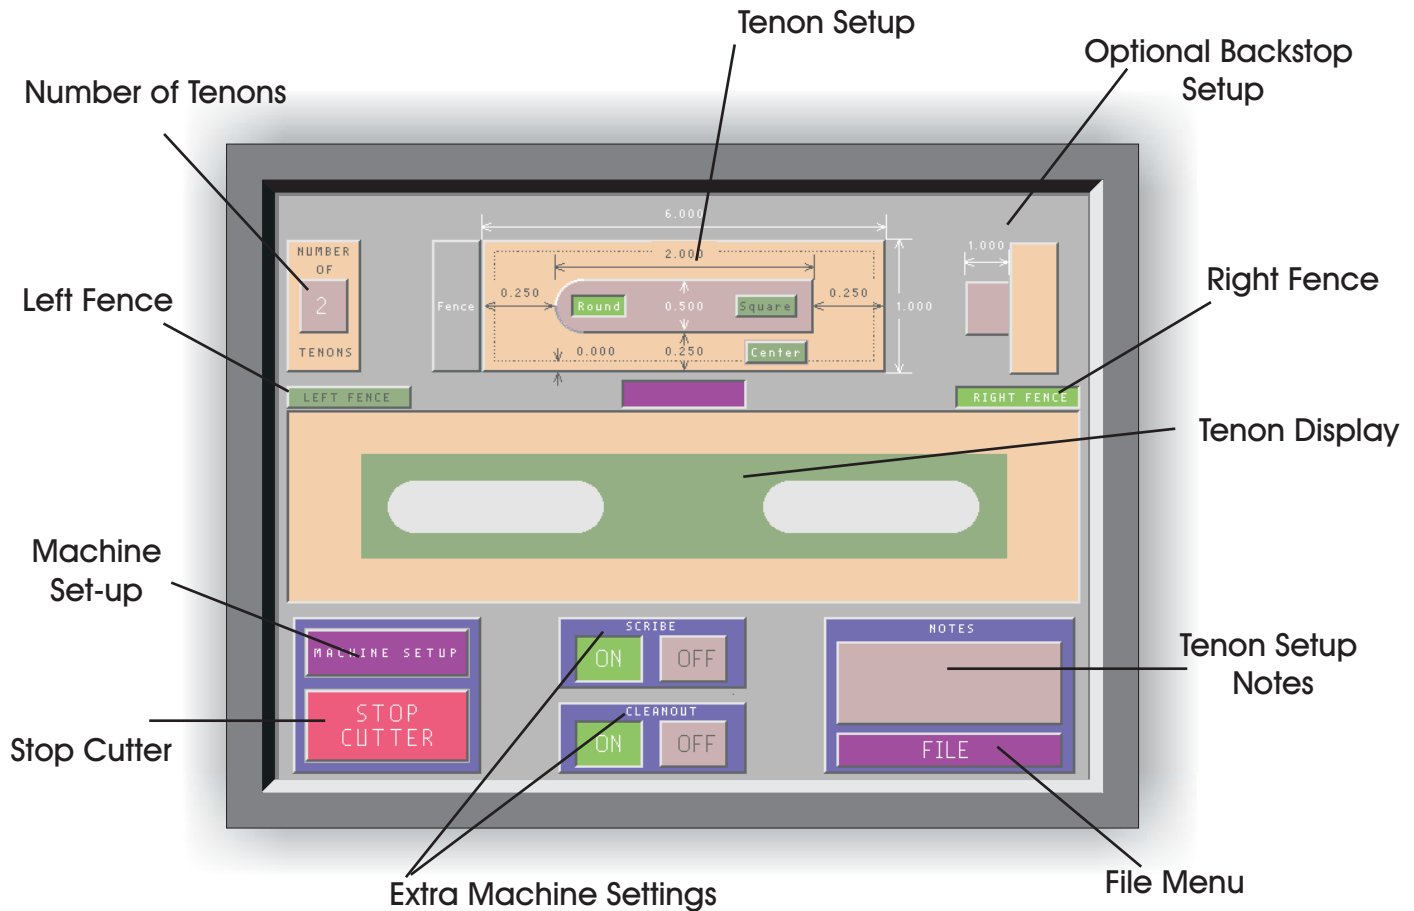 Tenon Setup
Optional Backstop
Setup
Number of Tenons
6.000
NUMBER
OF
2
TENONS
2.000
1.000
Left Fence
Right Fence
Fence
0.250
Round
0.500
Square
0.250
1.000
0.000
0.250
Center
LEFT FENCE
RIGHT FENCE
Tenon Display
Machine
Set-up
SCRIBE
NOTES
MACHINE SETUP
ON
OFF
Tenon Setup
Notes
STOP
CUTTER
CLEANOUT
ON
OFF
FILE
Stop Cutter
Extra Machine Settings
File Menu